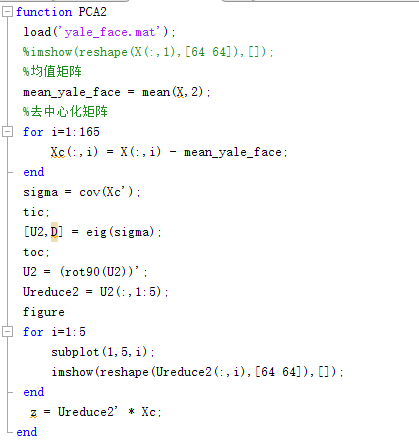 function PCA2
load('yale_face.mat');
%imshow(reshape(X(:,1),[64 64]),[]);
%均值矩阵
mean_yale_face = mean(X,2);
%去中心化矩阵
for i=1:165
Xc(:,i) = X(:,i) - mean_yale_face;
end
sigma = cov(Xc');
tic;
[U2,D] = eig(sigma);
toc;
U2 = (rot90(U2))';
Ureduce2 = U2(:,1:5);
figure
for i=1:5
subplot(1,5,i);
imshow(reshape(Ureduce2(:,i),[64 64]),[]);
end
z = Ureduce2' * Xc;
end